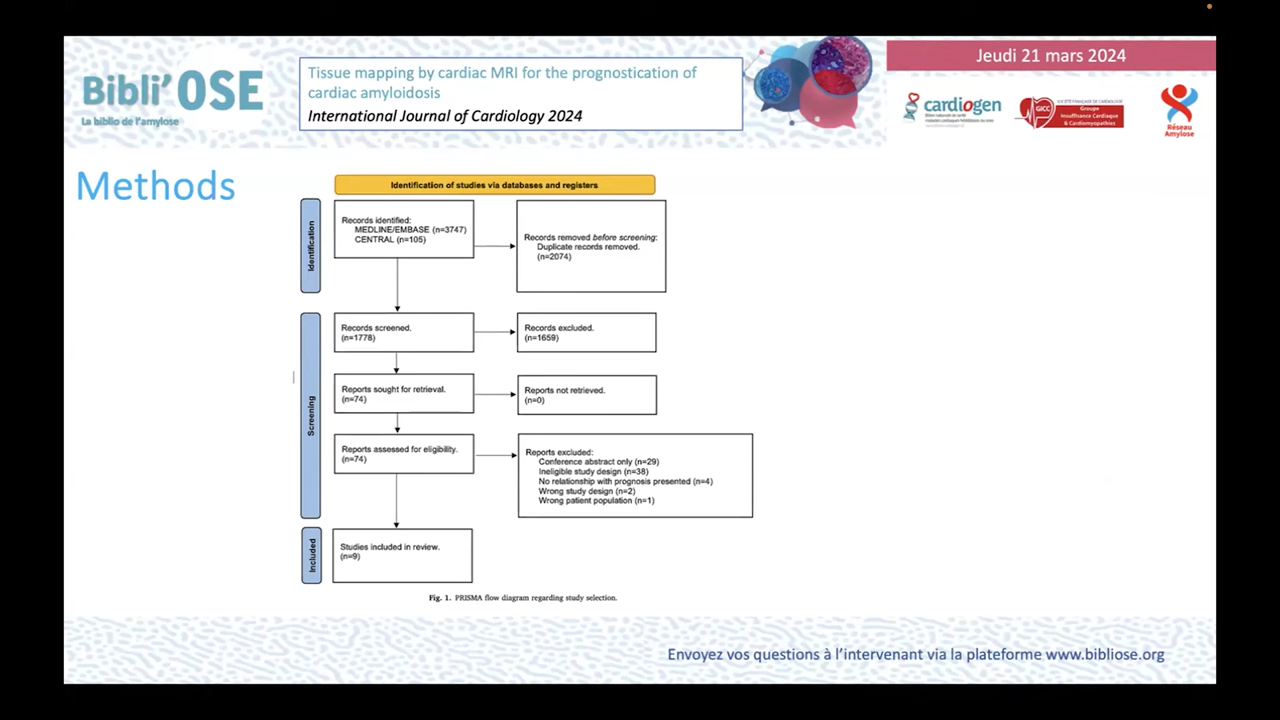 Bibli'OSE
La biblio de l'amylose
Tissue mapping by cardiac MRI for the prognostication of
cardiac amyloidosis
International Journal of Cardiology 2024
Jeudi 21 mars 2024
cardiogen
SOCIÉTÉ FRANÇAISE DE CARDIOLOGIE
GICC
Groupe
Insuffisance Cardiaque
& Cardiomyopathies
Réseau
Amylose
Methods
Identification of studies via databases and registers
Identification
Records identified:
MEDLINE/EMBASE (n=3747)
CENTRAL (n=105)
Records removed before screening:
Duplicate records removed.
(n=2074)
Screening
Records screened.
(n=1778)
Records excluded.
(n=1659)
Reports sought for retrieval.
(n=74)
Reports not retrieved.
(n=0)
Reports assessed for eligibility.
(n=74)
Reports excluded:
Conference abstract only (n=29)
Ineligible study design (n=38)
No relationship with prognosis presented (n=4)
Wrong study design (n=2)
Wrong patient population (n=1)
Included
Studies included in review.
(n=9)
Fig. 1. PRISMA flow diagram regarding study selection.
Envoyez vos questions à l'intervenant via la plateforme www.bibliose.org